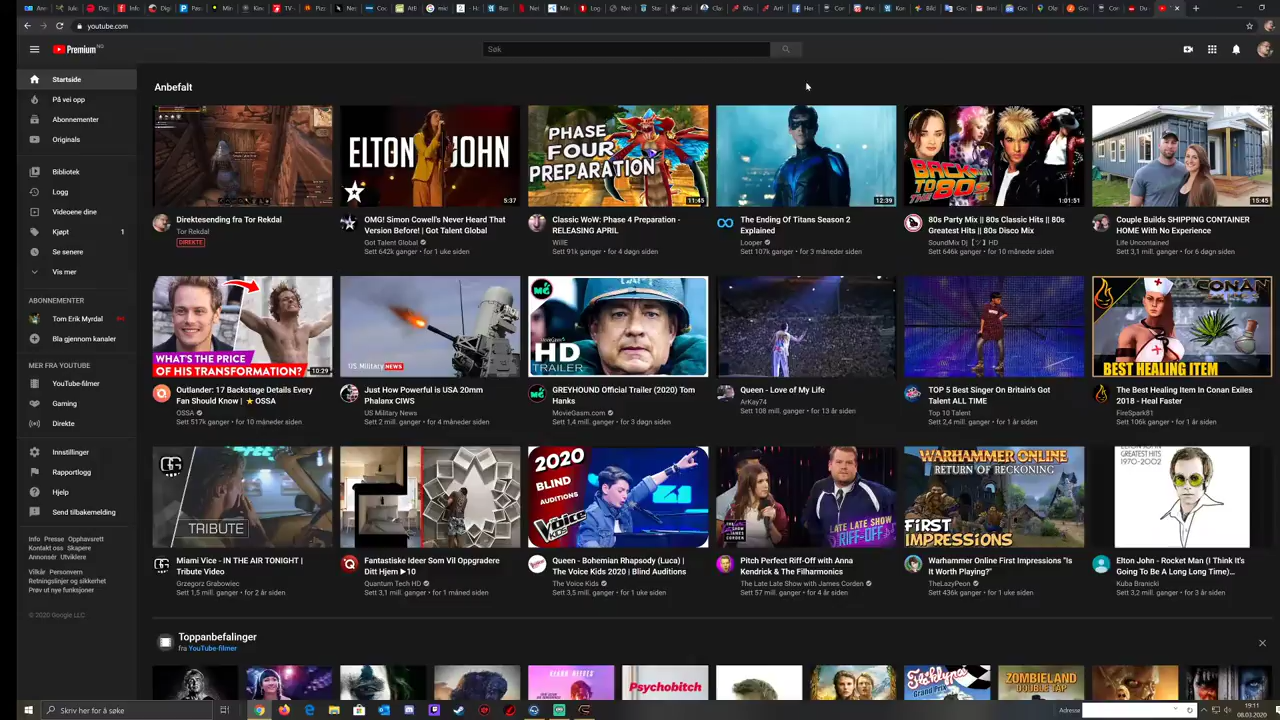 youtube.com
Premium NO
Søk
Startside
På vei opp
Abonnementer
Originals
Bibliotek
Logg
Videoene dine
Kjøpt 1
Se senere
Vis mer
ABONNEMENTER
Tom Erik Myrdal
Bla gjennom kanaler
MER FRA YOUTUBE
YouTube-filmer
Gaming
Direkte
Innstillinger
Rapportlogg
Hjelp
Send tilbakemelding
Info Presse Opphavsrett
Kontakt oss Skapere
Annonsér Utviklere
Vilkår Personvern
Retningslinjer og sikkerhet
Prøv ut nye funksjoner
© 2020 Google LLC
Anbefalt
Direktesending fra Tor Rekdal
Tor Rekdal
DIREKTE
ELTON JOHN
5:37
OMG! Simon Cowell's Never Heard That
Version Before! | Got Talent Global
Got Talent Global
Sett 642k ganger • for 1 uke siden
PHASE
FOUR
PREPARATION
11:45
Classic WoW: Phase 4 Preparation -
RELEASING APRIL
WillE
Sett 91k ganger • for 4 døgn siden
12:39
The Ending Of Titans Season 2
Explained
Looper
Sett 107k ganger • for 3 måneder siden
BACK
TO THE 80s
1:01:51
80s Party Mix || 80s Classic Hits || 80s
Greatest Hits || 80s Disco Mix
SoundMix Dj【ツ】HD
Sett 646k ganger • for 10 måneder siden
15:45
Couple Builds SHIPPING CONTAINER
HOME With No Experience
Life Uncontained
Sett 3,1 mill. ganger • for 6 døgn siden
WHAT'S THE PRICE
OF HIS TRANSFORMATION?
10:29
Outlander: 17 Backstage Details Every
Fan Should Know | ★ OSSA
OSSA
Sett 517k ganger • for 10 måneder siden
US Military NEWS
Just How Powerful is USA 20mm
Phalanx CIWS
US Military News
Sett 2 mill. ganger • for 4 måneder siden
MG
HD
TRAILER
GREYHOUND Official Trailer (2020) Tom
Hanks
MovieGasm.com
Sett 1,4 mill. ganger • for 3 døgn siden
Queen - Love of My Life
ArKay74
Sett 108 mill. ganger • for 13 år siden
TOP 5 Best Singer On Britain's Got
Talent ALL TIME
Top 10 Talent
Sett 2,4 mill. ganger • for 1 år siden
CONAN
EXILES
BEST HEALING ITEM
The Best Healing Item In Conan Exiles
2018 - Heal Faster
FireSpark81
Sett 106k ganger • for 1 år siden
TRIBUTE
Miami Vice - IN THE AIR TONIGHT |
Tribute Video
Grzegorz Grabowiec
Sett 1,5 mill. ganger • for 2 år siden
Fantastiske Ideer Som Vil Oppgradere
Ditt Hjem ▶10
Quantum Tech HD
Sett 3,1 mill. ganger • for 1 måned siden
2020
BLIND
AUDITIONS
the Voice Kids
Queen - Bohemian Rhapsody (Luca) |
The Voice Kids 2020 | Blind Auditions
The Voice Kids
Sett 3,5 mill. ganger • for 1 uke siden
LATE LATE SHOW
RIFF-OFF
Pitch Perfect Riff-Off with Anna
Kendrick & The Filharmonics
The Late Late Show with James Corden
Sett 57 mill. ganger • for 4 år siden
WARHAMMER ONLINE
RETURN OF RECKONING
FIRST
IMPRESSIONS
Warhammer Online First Impressions "Is
It Worth Playing?"
TheLazyPeon
Sett 436k ganger • for 1 uke siden
ELTON JOHN
GREATEST HITS
1970-2002
Elton John - Rocket Man (I Think It's
Going To Be A Long Long Time)...
Kuba Branicki
Sett 3,2 mill. ganger • for 3 år siden
Toppanbefalinger
fra YouTube-filmer
KEANU REEVES
Psychobitch
Flåklypa
Grand Prix
ZOMBIELAND
DOUBLE TAP
Skriv her for å søke
Adresse
19:11
08.03.2020